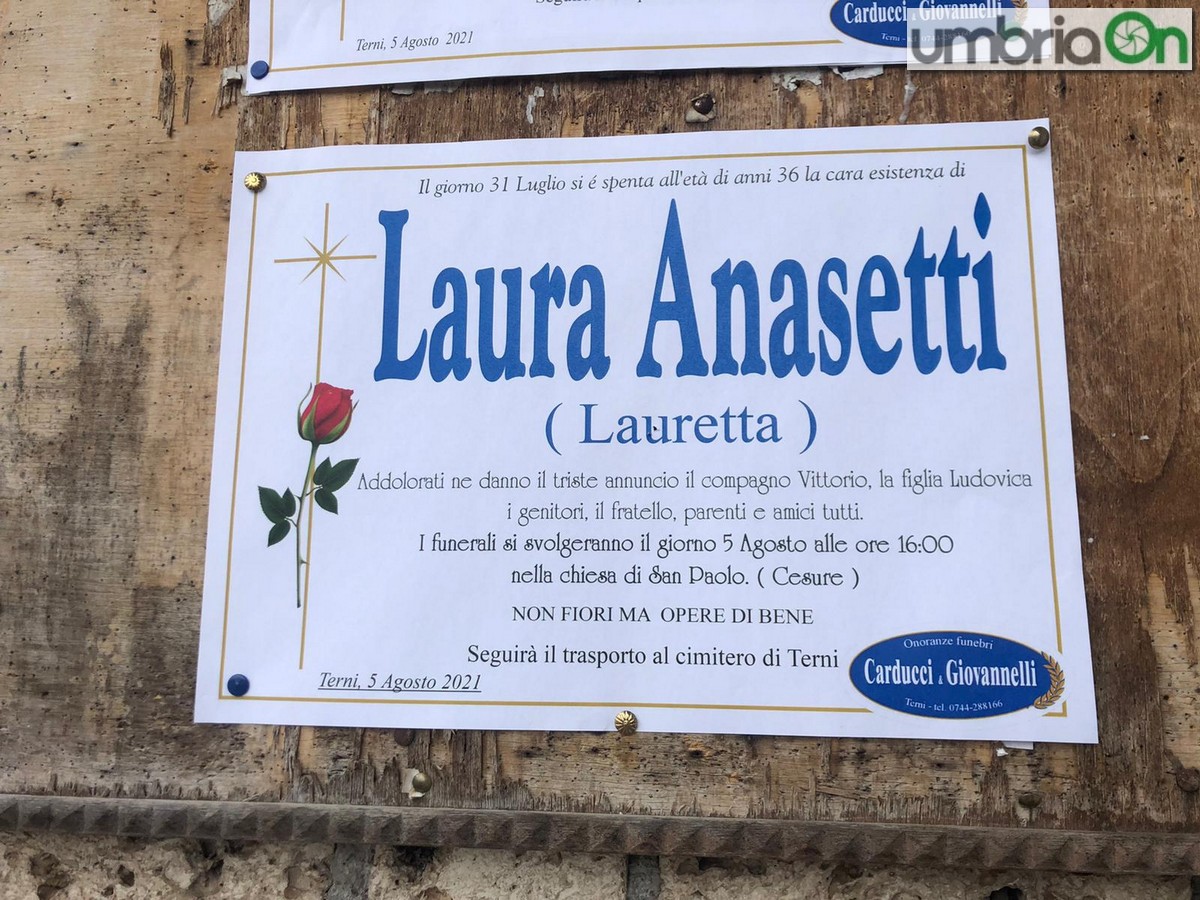 Terni, 5 Agosto 2021
Carducci & Giovannelli
umbriaOn
Il giorno 31 Luglio si é spenta all'età di anni 36 la cara esistenza di
Laura Anasetti
( Lauretta )
Addolorati ne danno il triste annuncio il compagno Vittorio, la figlia Ludovica
i genitori, il fratello, parenti e amici tutti.
I funerali si svolgeranno il giorno 5 Agosto alle ore 16:00
nella chiesa di San Paolo. ( Cesure )
NON FIORI MA OPERE DI BENE
Seguirà il trasporto al cimitero di Terni
Terni, 5 Agosto 2021
Onoranze funebri
Carducci & Giovannelli
Terni - tel. 0744-288166